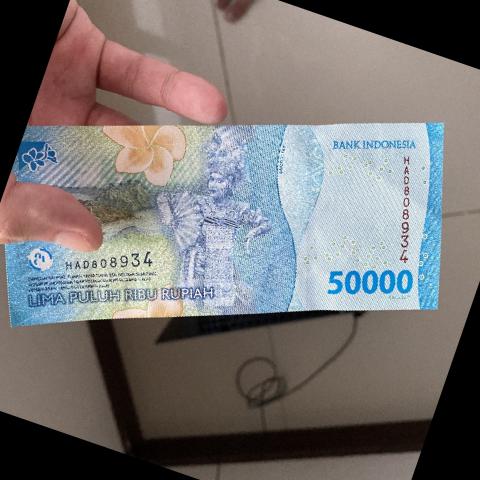 BANK INDONESIA
HAD808934
HAD808934
LIMA PULUH RIBU RUPIAH
50000